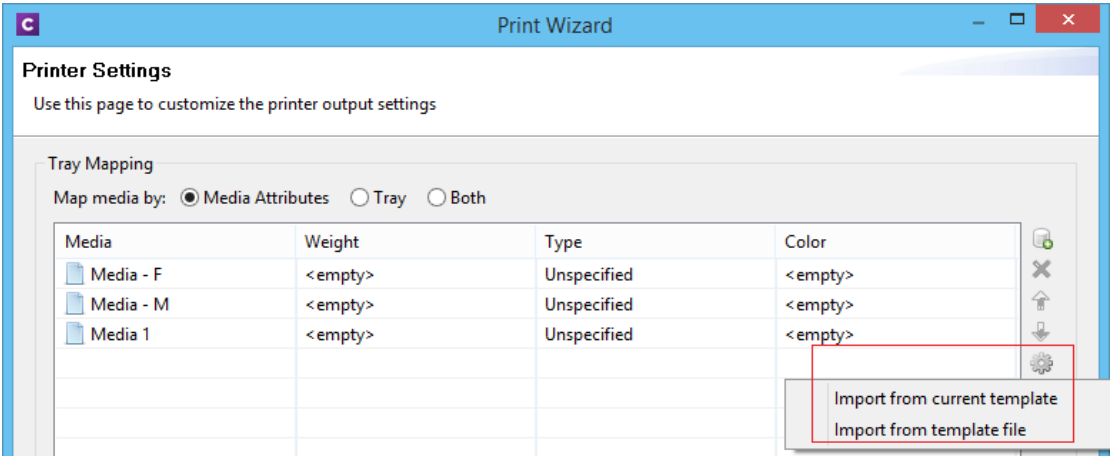 C
Print Wizard
Printer Settings
Use this page to customize the printer output settings
Tray Mapping
Map media by: Media Attributes Tray Both
Media Weight Type Color
Media - F <empty> Unspecified <empty>
Media - M <empty> Unspecified <empty>
Media 1 <empty> Unspecified <empty>
Import from current template
Import from template file